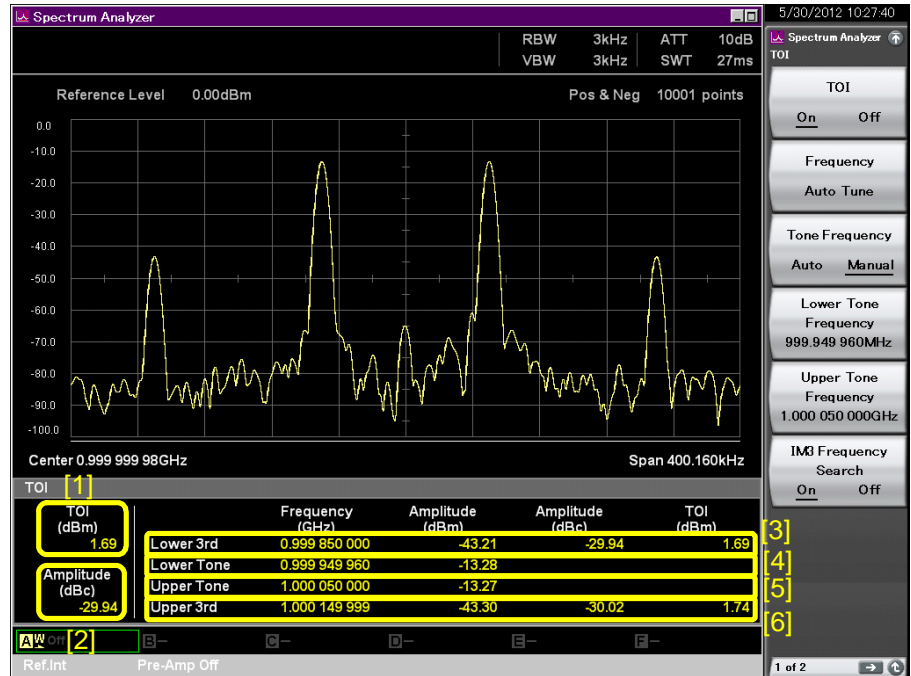 Spectrum Analyzer
5/30/2012 10:27:40
RBW 3kHz ATT 10dB
VBW 3kHz SWT 27ms
Reference Level 0.00dBm Pos & Neg 10001 points
0.0
-10.0
-20.0
-30.0
-40.0
-50.0
-60.0
-70.0
-80.0
-90.0
-100.0
Center 0.999 999 98GHz Span 400.160kHz
TOI [1]
TOI
(dBm)
1.69
Amplitude
(dBc)
-29.94
[2]
Frequency Amplitude Amplitude TOI
(GHz) (dBm) (dBc) (dBm)
Lower 3rd 0.999 850 000 -43.21 -29.94 1.69 [3]
Lower Tone 0.999 949 960 -13.28 [4]
Upper Tone 1.000 050 000 -13.27 [5]
Upper 3rd 1.000 149 999 -43.30 -30.02 1.74 [6]
A W Off B- C- D- E- F-
Ref.Int Pre-Amp Off
Spectrum Analyzer
TOI
TOI
On Off
Frequency
Auto Tune
Tone Frequency
Auto Manual
Lower Tone
Frequency
999.949 960MHz
Upper Tone
Frequency
1.000 050 000GHz
IM3 Frequency
Search
On Off
1 of 2